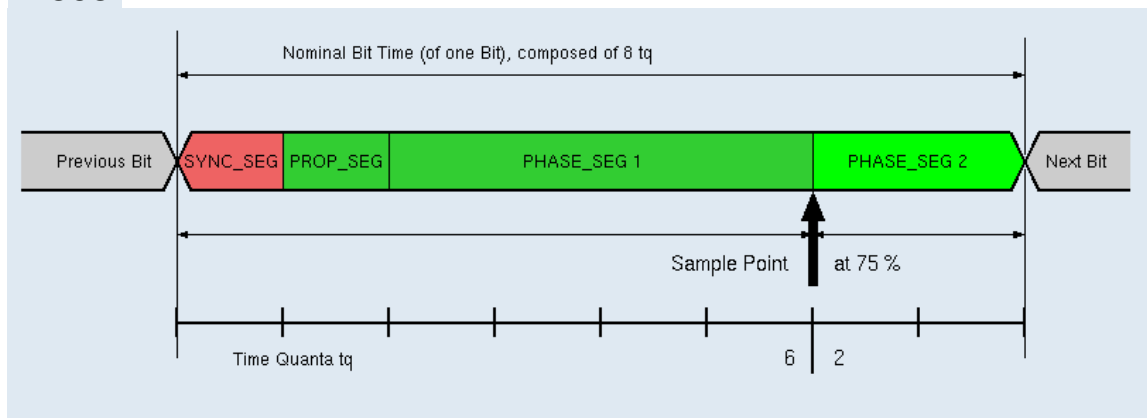 Nominal Bit Time (of one Bit), composed of 8 tq
Previous Bit
SYNC_SEG
PROP_SEG
PHASE_SEG 1
PHASE_SEG 2
Next Bit
Sample Point
at 75 %
Time Quanta tq
6
2